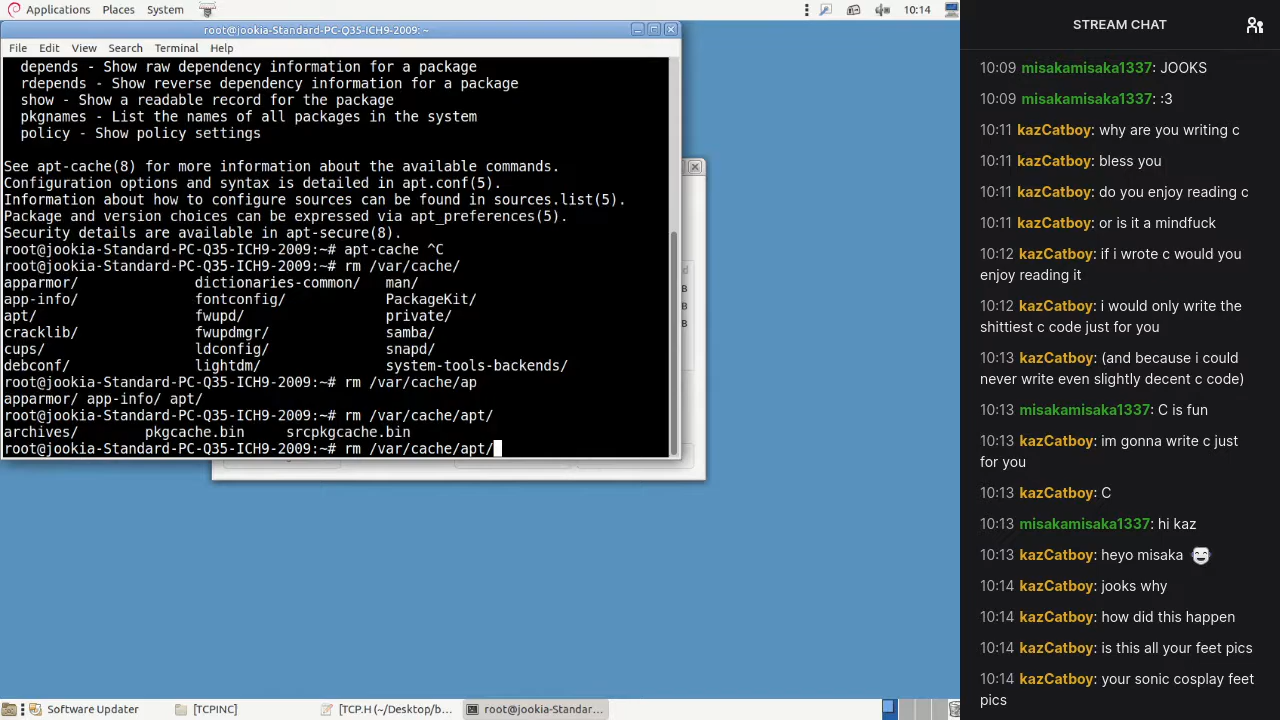 Applications Places System 10:14
root@jookia-Standard-PC-Q35-ICH9-2009: ~
File Edit View Search Terminal Help
depends - Show raw dependency information for a package
rdepends - Show reverse dependency information for a package
show - Show a readable record for the package
pkgnames - List the names of all packages in the system
policy - Show policy settings
See apt-cache(8) for more information about the available commands.
Configuration options and syntax is detailed in apt.conf(5).
Information about how to configure sources can be found in sources.list(5).
Package and version choices can be expressed via apt_preferences(5).
Security details are available in apt-secure(8).
root@jookia-Standard-PC-Q35-ICH9-2009:~# apt-cache ^C
root@jookia-Standard-PC-Q35-ICH9-2009:~# rm /var/cache/
apparmor/ dictionaries-common/ man/
app-info/ fontconfig/ PackageKit/
apt/ fwupd/ private/
cracklib/ fwupdmgr/ samba/
cups/ ldconfig/ snapd/
debconf/ lightdm/ system-tools-backends/
root@jookia-Standard-PC-Q35-ICH9-2009:~# rm /var/cache/ap
apparmor/ app-info/ apt/
root@jookia-Standard-PC-Q35-ICH9-2009:~# rm /var/cache/apt/
archives/ pkgcache.bin srcpkgcache.bin
root@jookia-Standard-PC-Q35-ICH9-2009:~# rm /var/cache/apt/
B
B
B
Software Updater [TCPINC] [TCP.H (~/Desktop/b... root@jookia-Standar...
STREAM CHAT
10:09 misakamisaka1337: JOOKS
10:09 misakamisaka1337: :3
10:11 kazCatboy: why are you writing c
10:11 kazCatboy: bless you
10:11 kazCatboy: do you enjoy reading c
10:11 kazCatboy: or is it a mindfuck
10:12 kazCatboy: if i wrote c would you
enjoy reading it
10:12 kazCatboy: i would only write the
shittiest c code just for you
10:13 kazCatboy: (and because i could
never write even slightly decent c code)
10:13 misakamisaka1337: C is fun
10:13 kazCatboy: im gonna write c just
for you
10:13 kazCatboy: C
10:13 misakamisaka1337: hi kaz
10:13 kazCatboy: heyo misaka
10:14 kazCatboy: jooks why
10:14 kazCatboy: how did this happen
10:14 kazCatboy: is this all your feet pics
10:14 kazCatboy: your sonic cosplay feet
pics